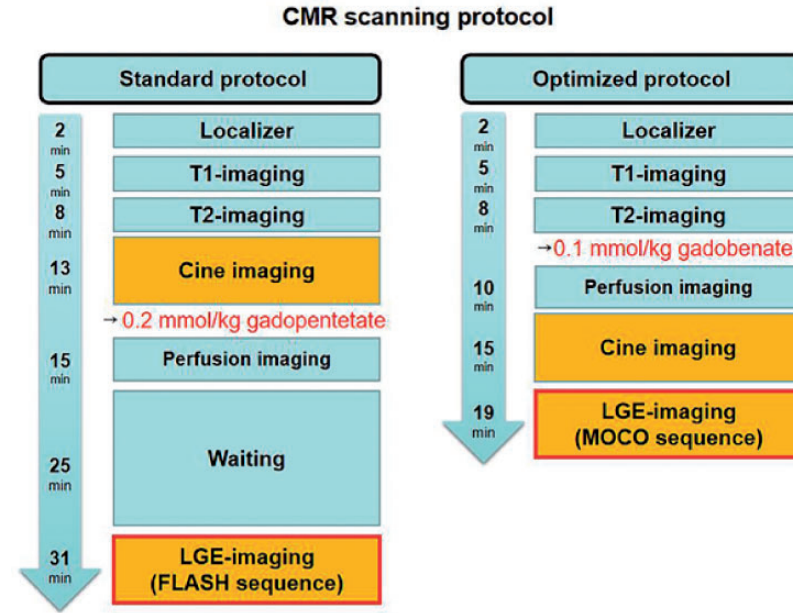 CMR scanning protocol
Standard protocol
2
min
Localizer
5
min
T1-imaging
8
min
T2-imaging
13
min
Cine imaging
→ 0.2 mmol/kg gadopentetate
15
min
Perfusion imaging
Waiting
25
min
31
min
LGE-imaging
(FLASH sequence)
Optimized protocol
2
min
Localizer
5
min
T1-imaging
8
min
T2-imaging
→0.1 mmol/kg gadobenate
10
min
Perfusion imaging
15
min
Cine imaging
19
min
LGE-imaging
(MOCO sequence)